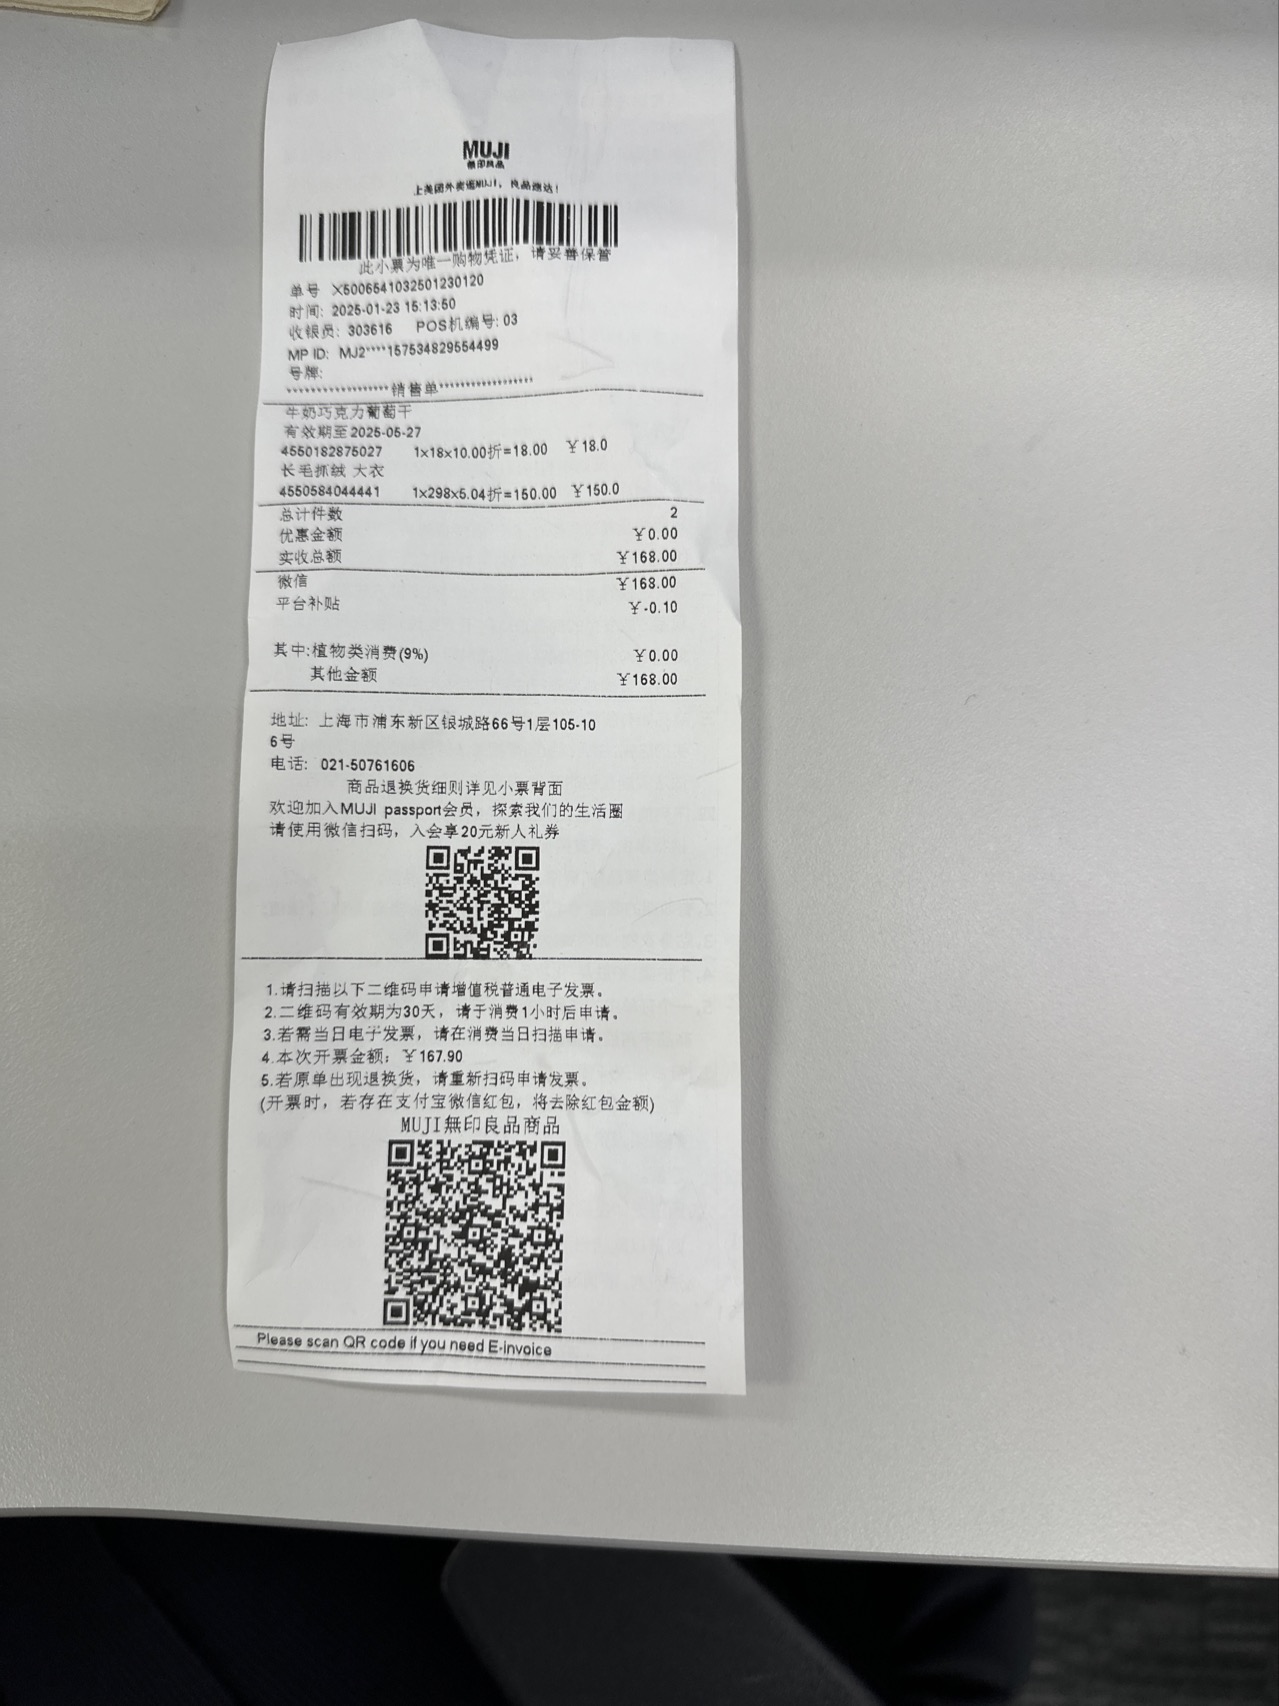 MUJI
無印良品
上美团外卖逛MUJI，良品速达！
此小票为唯一购物凭证，请妥善保管
单号 X5006541032501230120
时间: 2025-01-23 15:13:50
收银员: 303616 POS机编号: 03
MP ID: MJ2****157534829554499
号牌:
******************销售单******************
牛奶巧克力葡萄干
有效期至2025-05-27
4550182875027 1x18x10.00折=18.00 ￥18.0
长毛抓绒 大衣
4550584044441 1x298x5.04折=150.00 ￥150.0
总计件数 2
优惠金额 ￥0.00
实收总额 ￥168.00
微信 ￥168.00
平台补贴 ￥-0.10
其中:植物类消费(9%) ￥0.00
其他金额 ￥168.00
地址: 上海市浦东新区银城路66号1层105-10
6号
电话: 021-50761606
商品退换货细则详见小票背面
欢迎加入MUJI passport会员，探索我们的生活圈
请使用微信扫码，入会享20元新人礼券
1.请扫描以下二维码申请增值税普通电子发票。
2.二维码有效期为30天，请于消费1小时后申请。
3.若需当日电子发票，请在消费当日扫描申请。
4.本次开票金额: ￥167.90
5.若原单出现退换货，请重新扫码申请发票。
(开票时，若存在支付宝微信红包，将去除红包金额)
MUJI無印良品商品
Please scan QR code if you need E-invoice